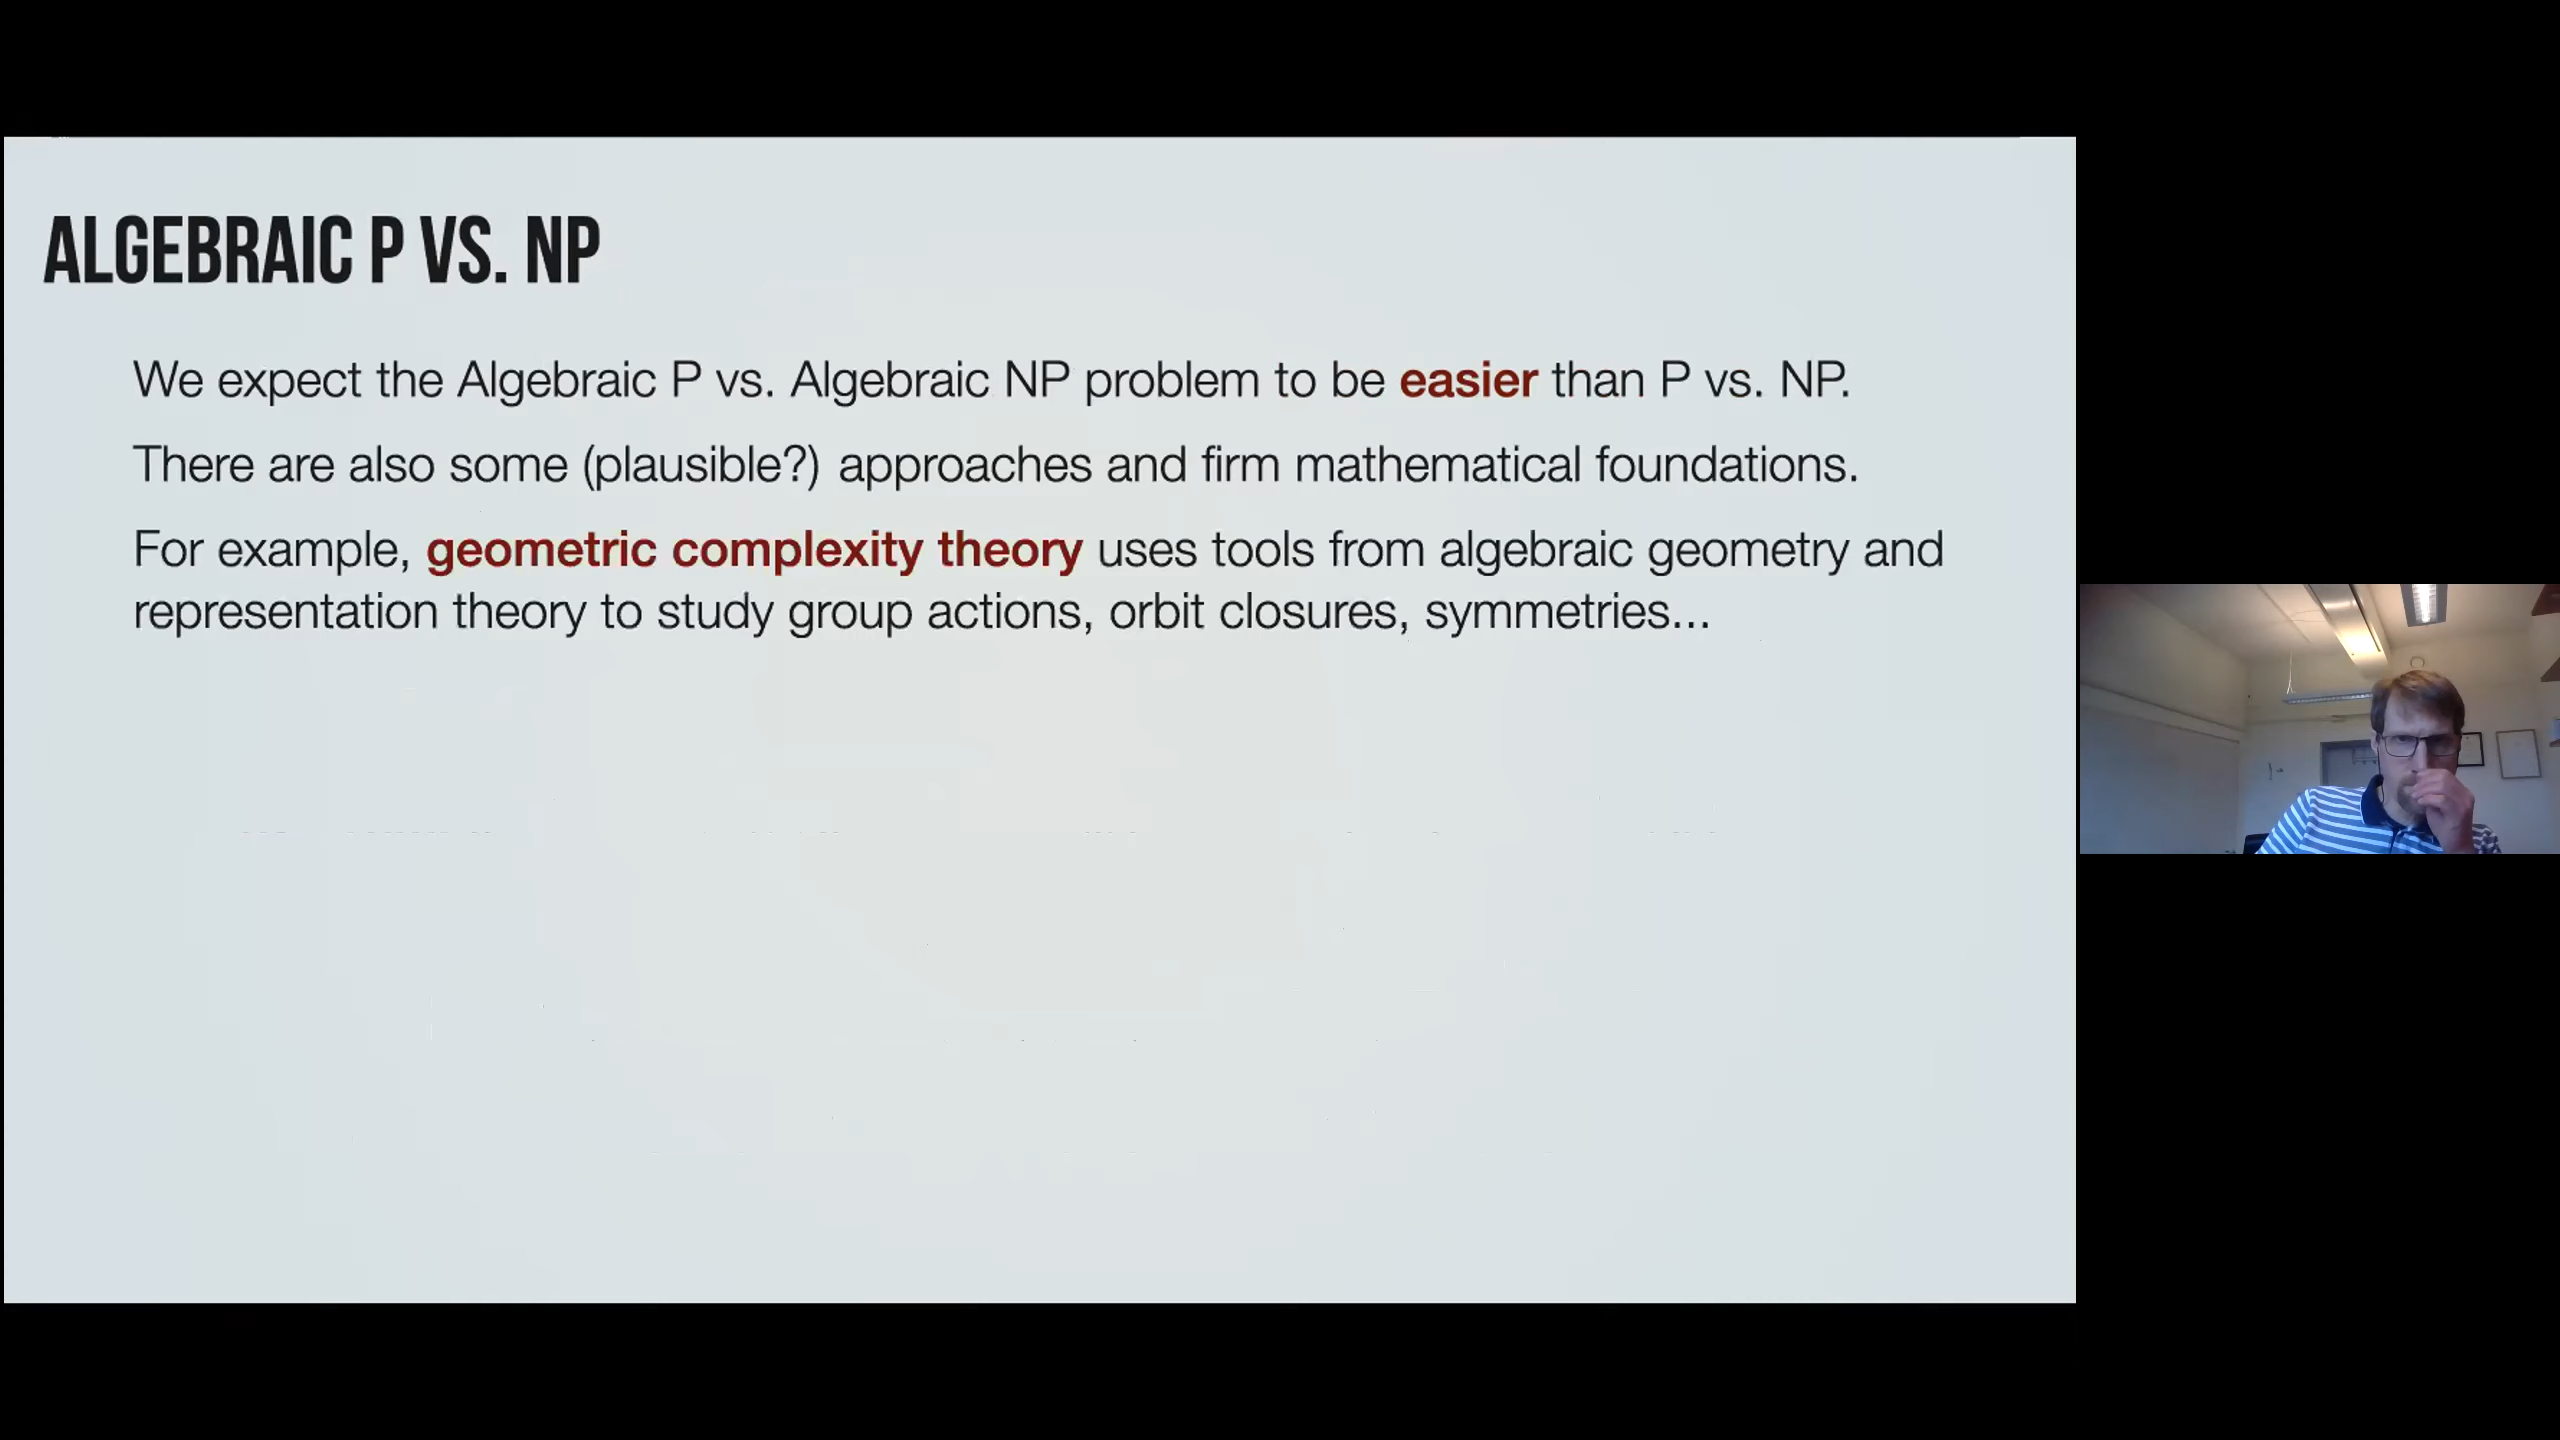 ALGEBRAIC P VS. NP
We expect the Algebraic P vs. Algebraic NP problem to be easier than P vs. NP.
There are also some (plausible?) approaches and firm mathematical foundations.
For example, geometric complexity theory uses tools from algebraic geometry and
representation theory to study group actions, orbit closures, symmetries...